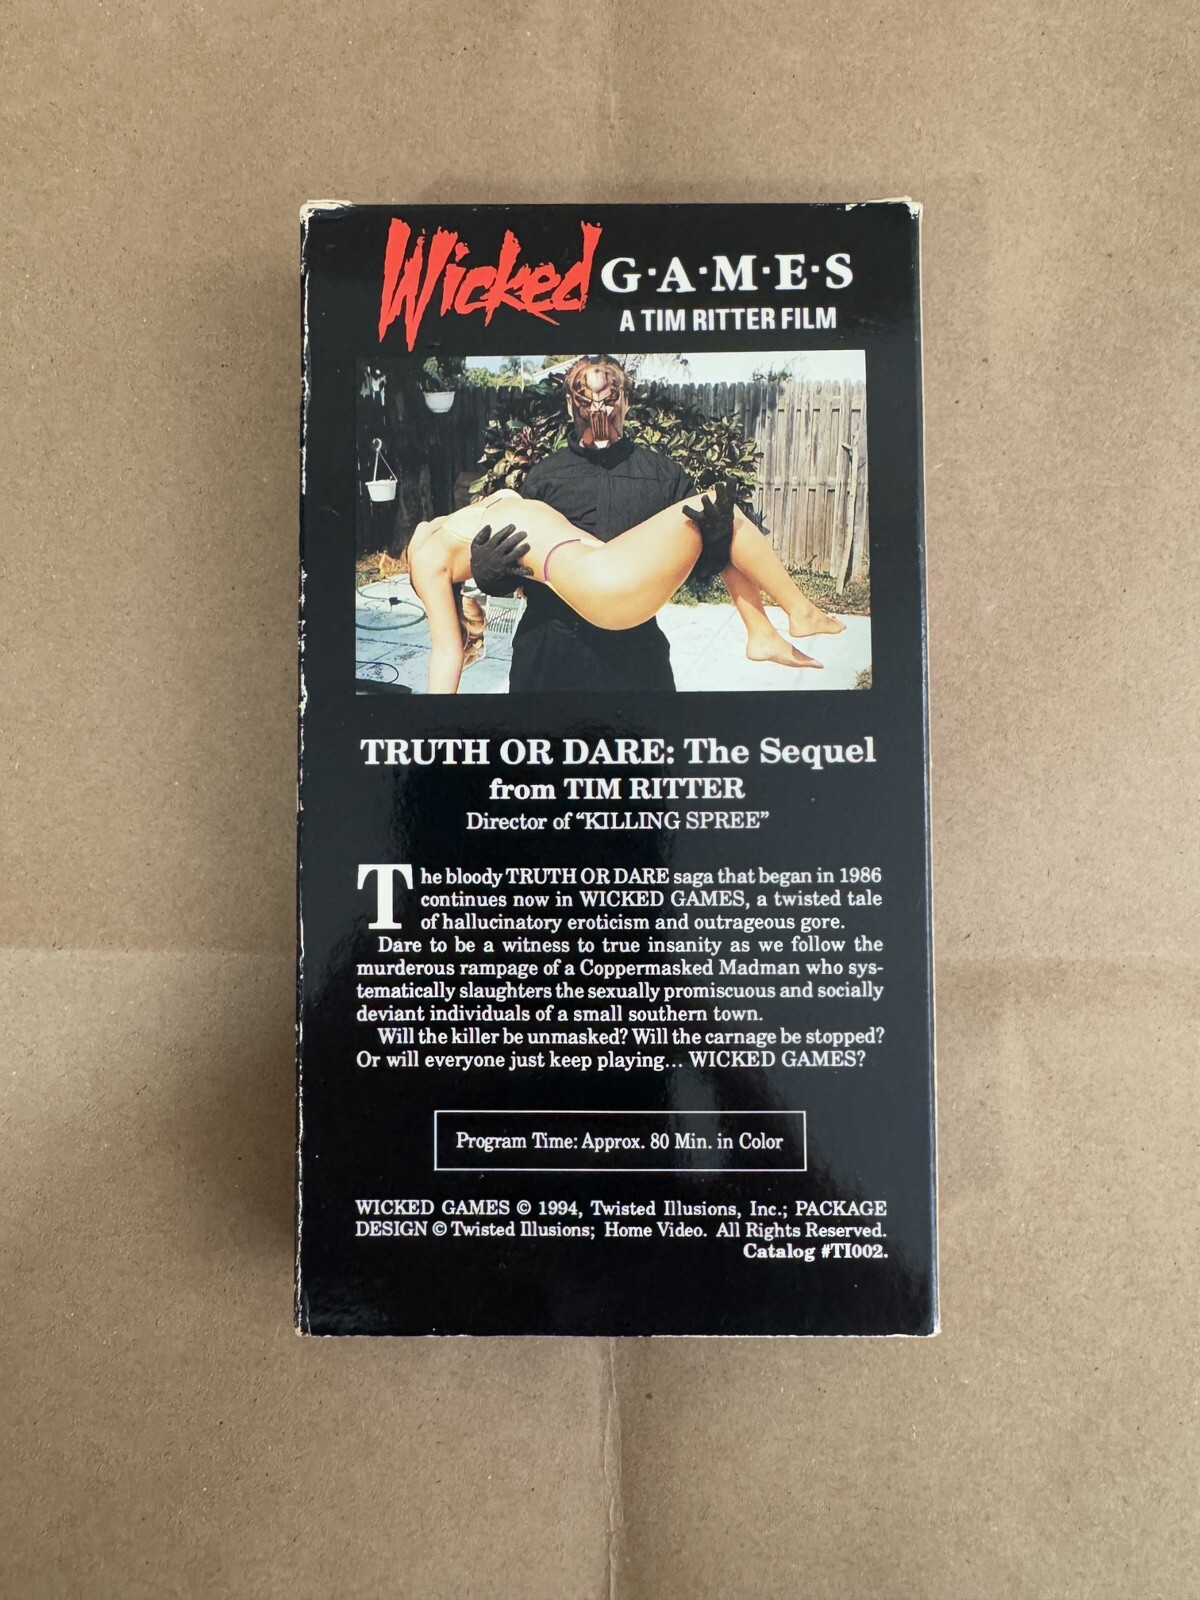 Wicked G·A·M·E·S
A TIM RITTER FILM
TRUTH OR DARE: The Sequel
from TIM RITTER
Director of “KILLING SPREE”
The bloody TRUTH OR DARE saga that began in 1986
continues now in WICKED GAMES, a twisted tale
of hallucinatory eroticism and outrageous gore.
Dare to be a witness to true insanity as we follow the
murderous rampage of a Coppermasked Madman who sys-
tematically slaughters the sexually promiscuous and socially
deviant individuals of a small southern town.
Will the killer be unmasked? Will the carnage be stopped?
Or will everyone just keep playing... WICKED GAMES?
Program Time: Approx. 80 Min. in Color
WICKED GAMES © 1994, Twisted Illusions, Inc.; PACKAGE
DESIGN © Twisted Illusions; Home Video. All Rights Reserved.
Catalog #TI002.